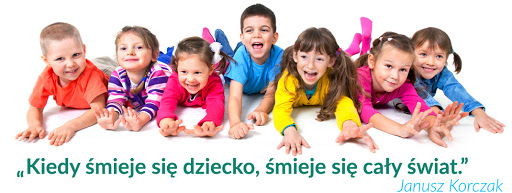 „Kiedy śmieje się dziecko, śmieje się cały świat.”
Janusz Korczak